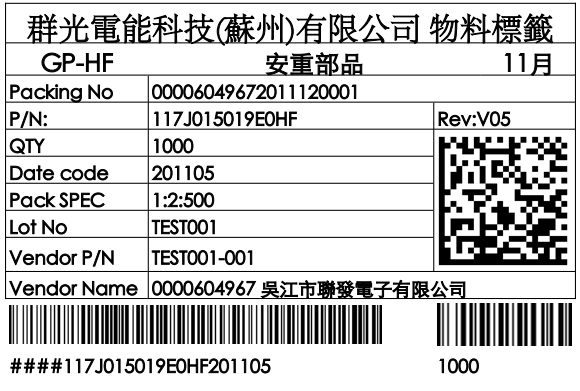 群光電能科技(蘇州)有限公司 物料標籤
GP-HF 安重部品 11月
Packing No 00006049672011120001
P/N: 117J015019E0HF Rev:V05
QTY 1000
Date code 201105
Pack SPEC 1:2:500
Lot No TEST001
Vendor P/N TEST001-001
Vendor Name 0000604967 吳江市聯發電子有限公司
####117J015019E0HF201105 1000